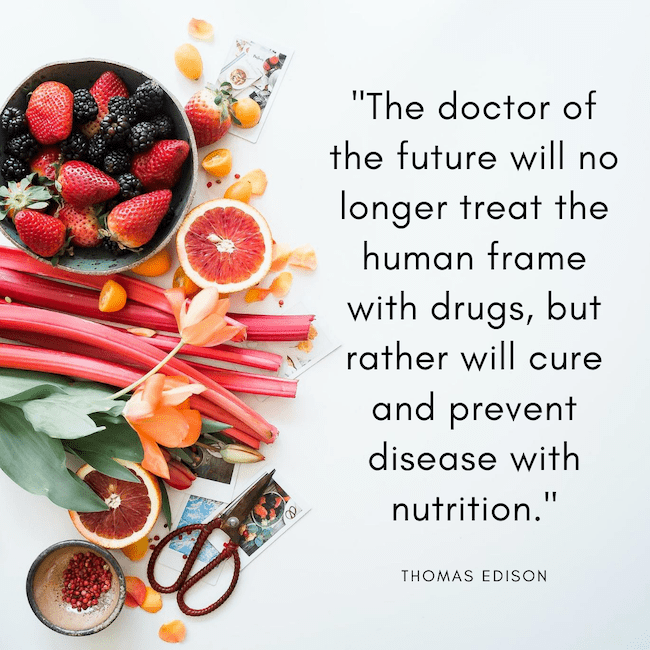 "The doctor of
the future will no
longer treat the
human frame
with drugs, but
rather will cure
and prevent
disease with
nutrition."
THOMAS EDISON